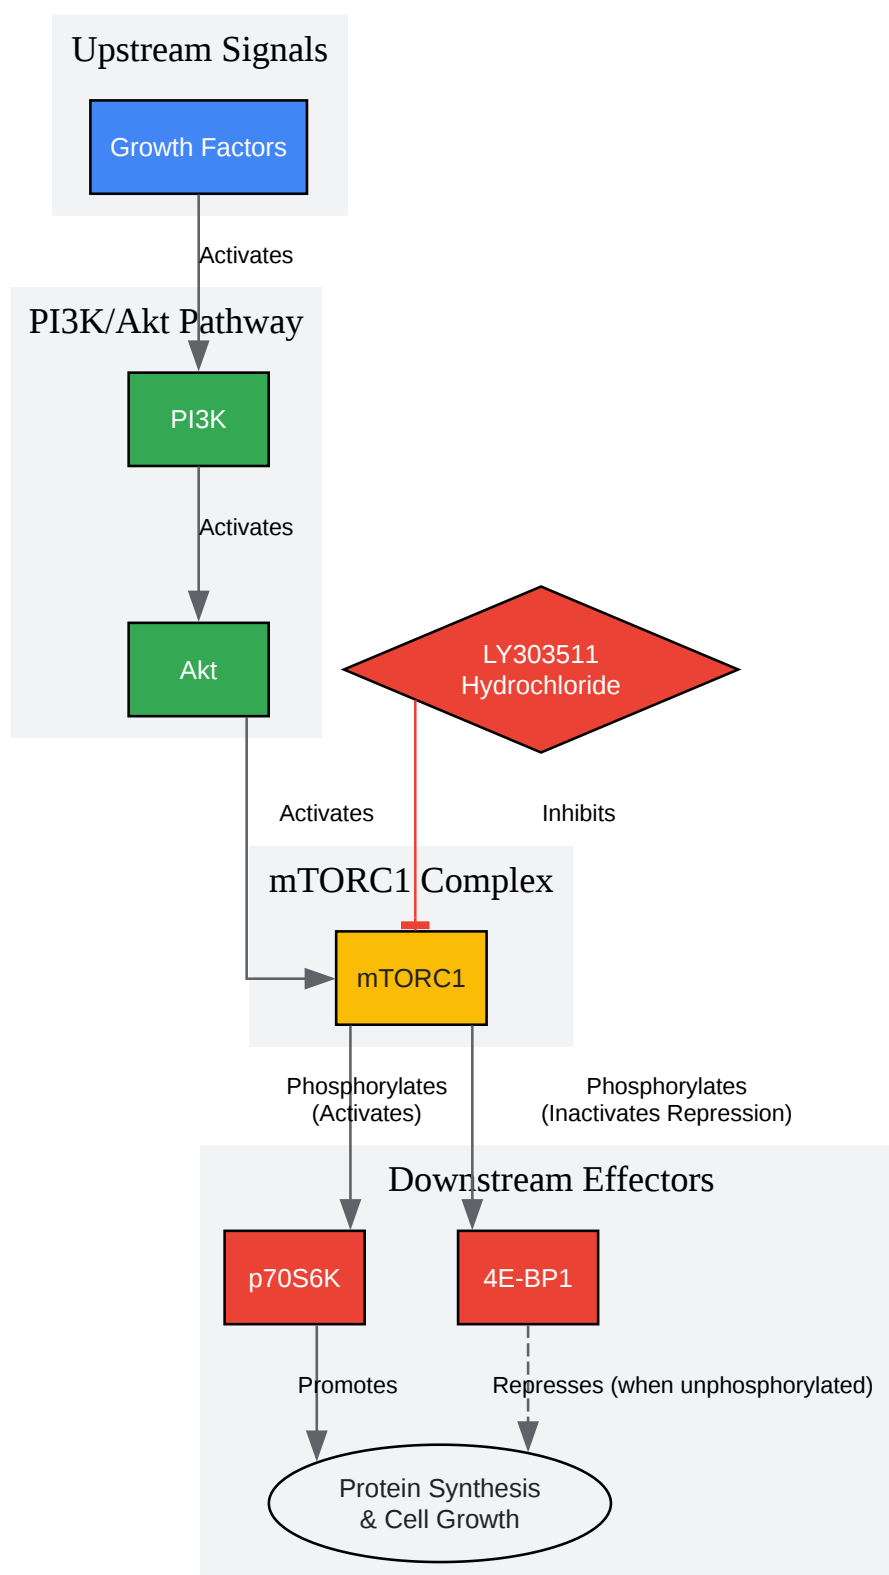 Upstream Signals
Growth Factors
Activates
PI3K/Akt Pathway
PI3K
Activates
Akt
LY303511
Hydrochloride
Activates
Inhibits
mTORC1 Complex
mTORC1
Phosphorylates
(Activates)
Phosphorylates
(Inactivates Repression)
Downstream Effectors
p70S6K
4E-BP1
Promotes
Represses (when unphosphorylated)
Protein Synthesis
& Cell Growth